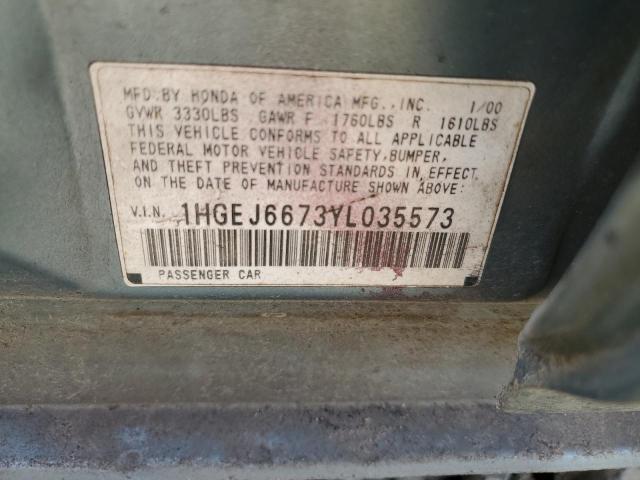 MFD. BY HONDA OF AMERICA MFG., INC. 1/00
GVWR 3330LBS GAWR F 1760LBS R 1610LBS
THIS VEHICLE CONFORMS TO ALL APPLICABLE
FEDERAL MOTOR VEHICLE SAFETY, BUMPER,
AND THEFT PREVENTION STANDARDS IN EFFECT
ON THE DATE OF MANUFACTURE SHOWN ABOVE:
V.I.N. 1HGEJ6673YL035573
PASSENGER CAR